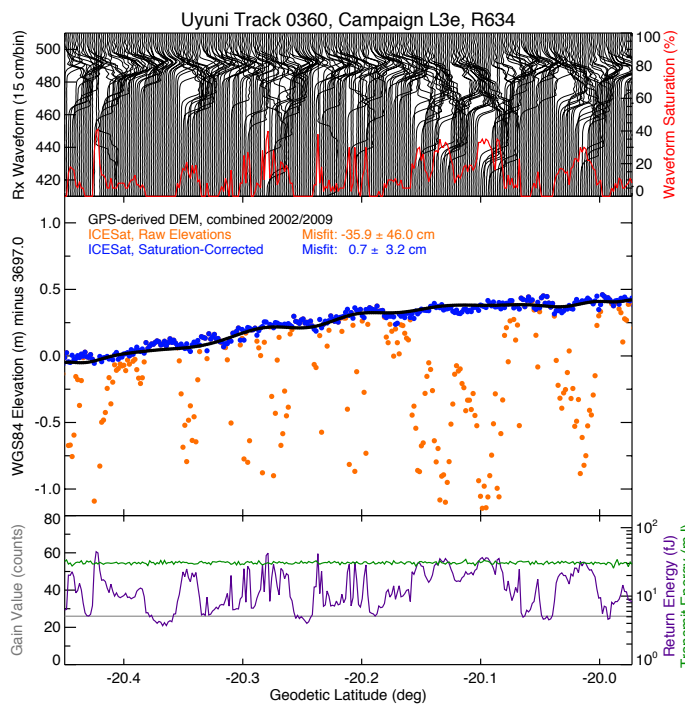 Uyuni Track 0360, Campaign L3e, R634
Rx Waveform (15 cm/bin)
500
480
460
440
420
100
80
60
40
20
0
Waveform Saturation (%)
WGS84 Elevation (m) minus 3697.0
1.0
0.5
0.0
-0.5
-1.0
GPS-derived DEM, combined 2002/2009
ICESat, Raw Elevations Misfit: -35.9 ± 46.0 cm
ICESat, Saturation-Corrected Misfit: 0.7 ± 3.2 cm
Gain Value (counts)
80
60
40
20
0
10²
10¹
10⁰
Return Energy (fJ)
-20.4 -20.3 -20.2 -20.1 -20.0
Geodetic Latitude (deg)